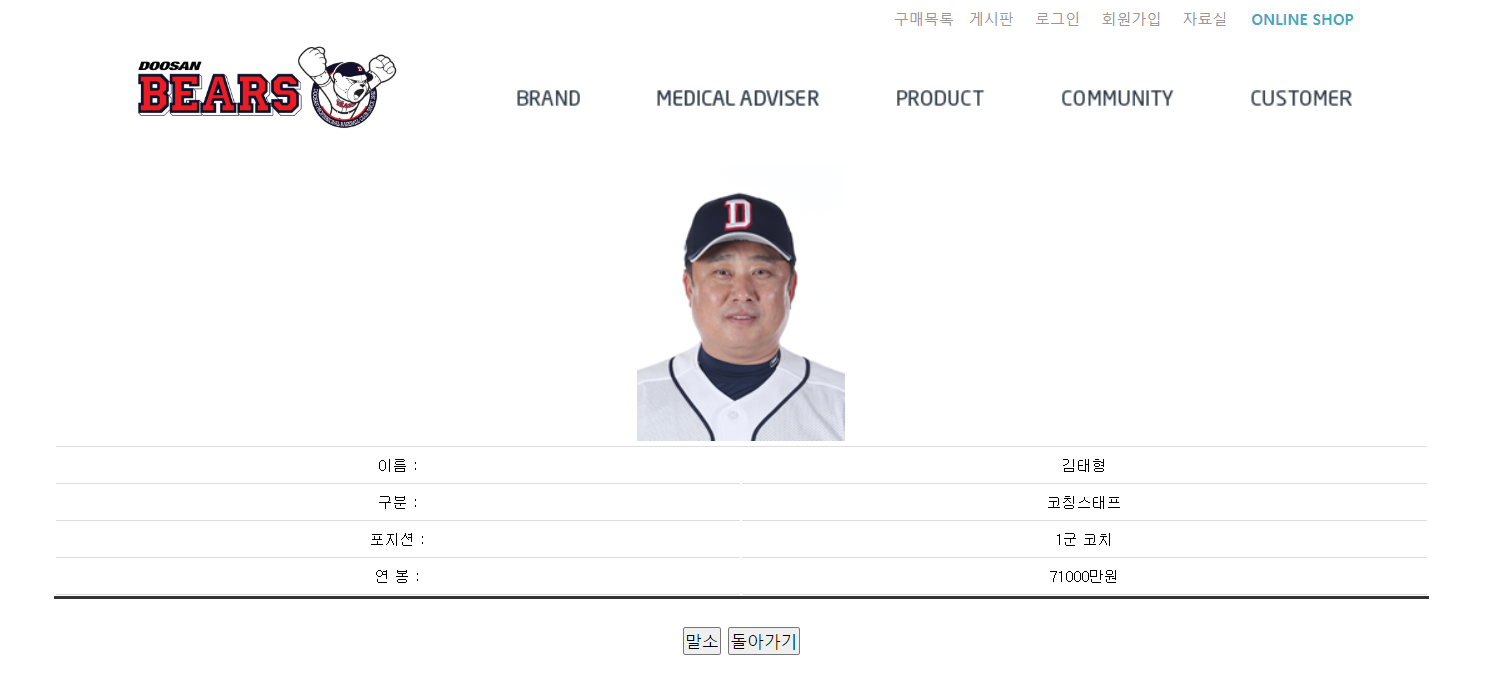 구매목록 게시판 로그인 회원가입 자료실 ONLINE SHOP
DOOSAN
BEARS
BRAND MEDICAL ADVISER PRODUCT COMMUNITY CUSTOMER
D
이름 : 김태형
구분 : 코칭스태프
포지션 : 1군 코치
연 봉 : 71000만원
말소 돌아가기